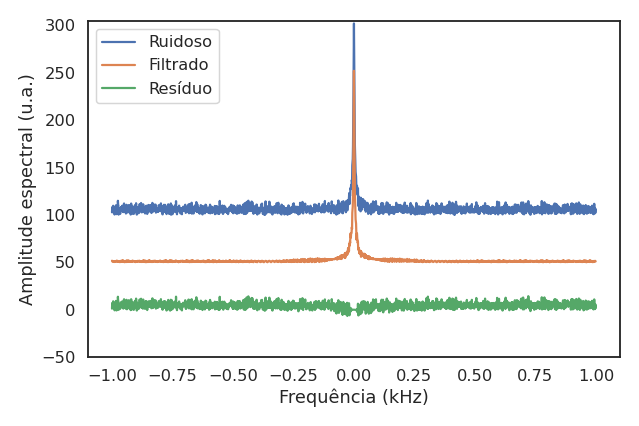 Ruidoso
Filtrado
Resíduo
Amplitude espectral (u.a.)
300
250
200
150
100
50
0
−50
−1.00 −0.75 −0.50 −0.25 0.00 0.25 0.50 0.75 1.00
Frequência (kHz)